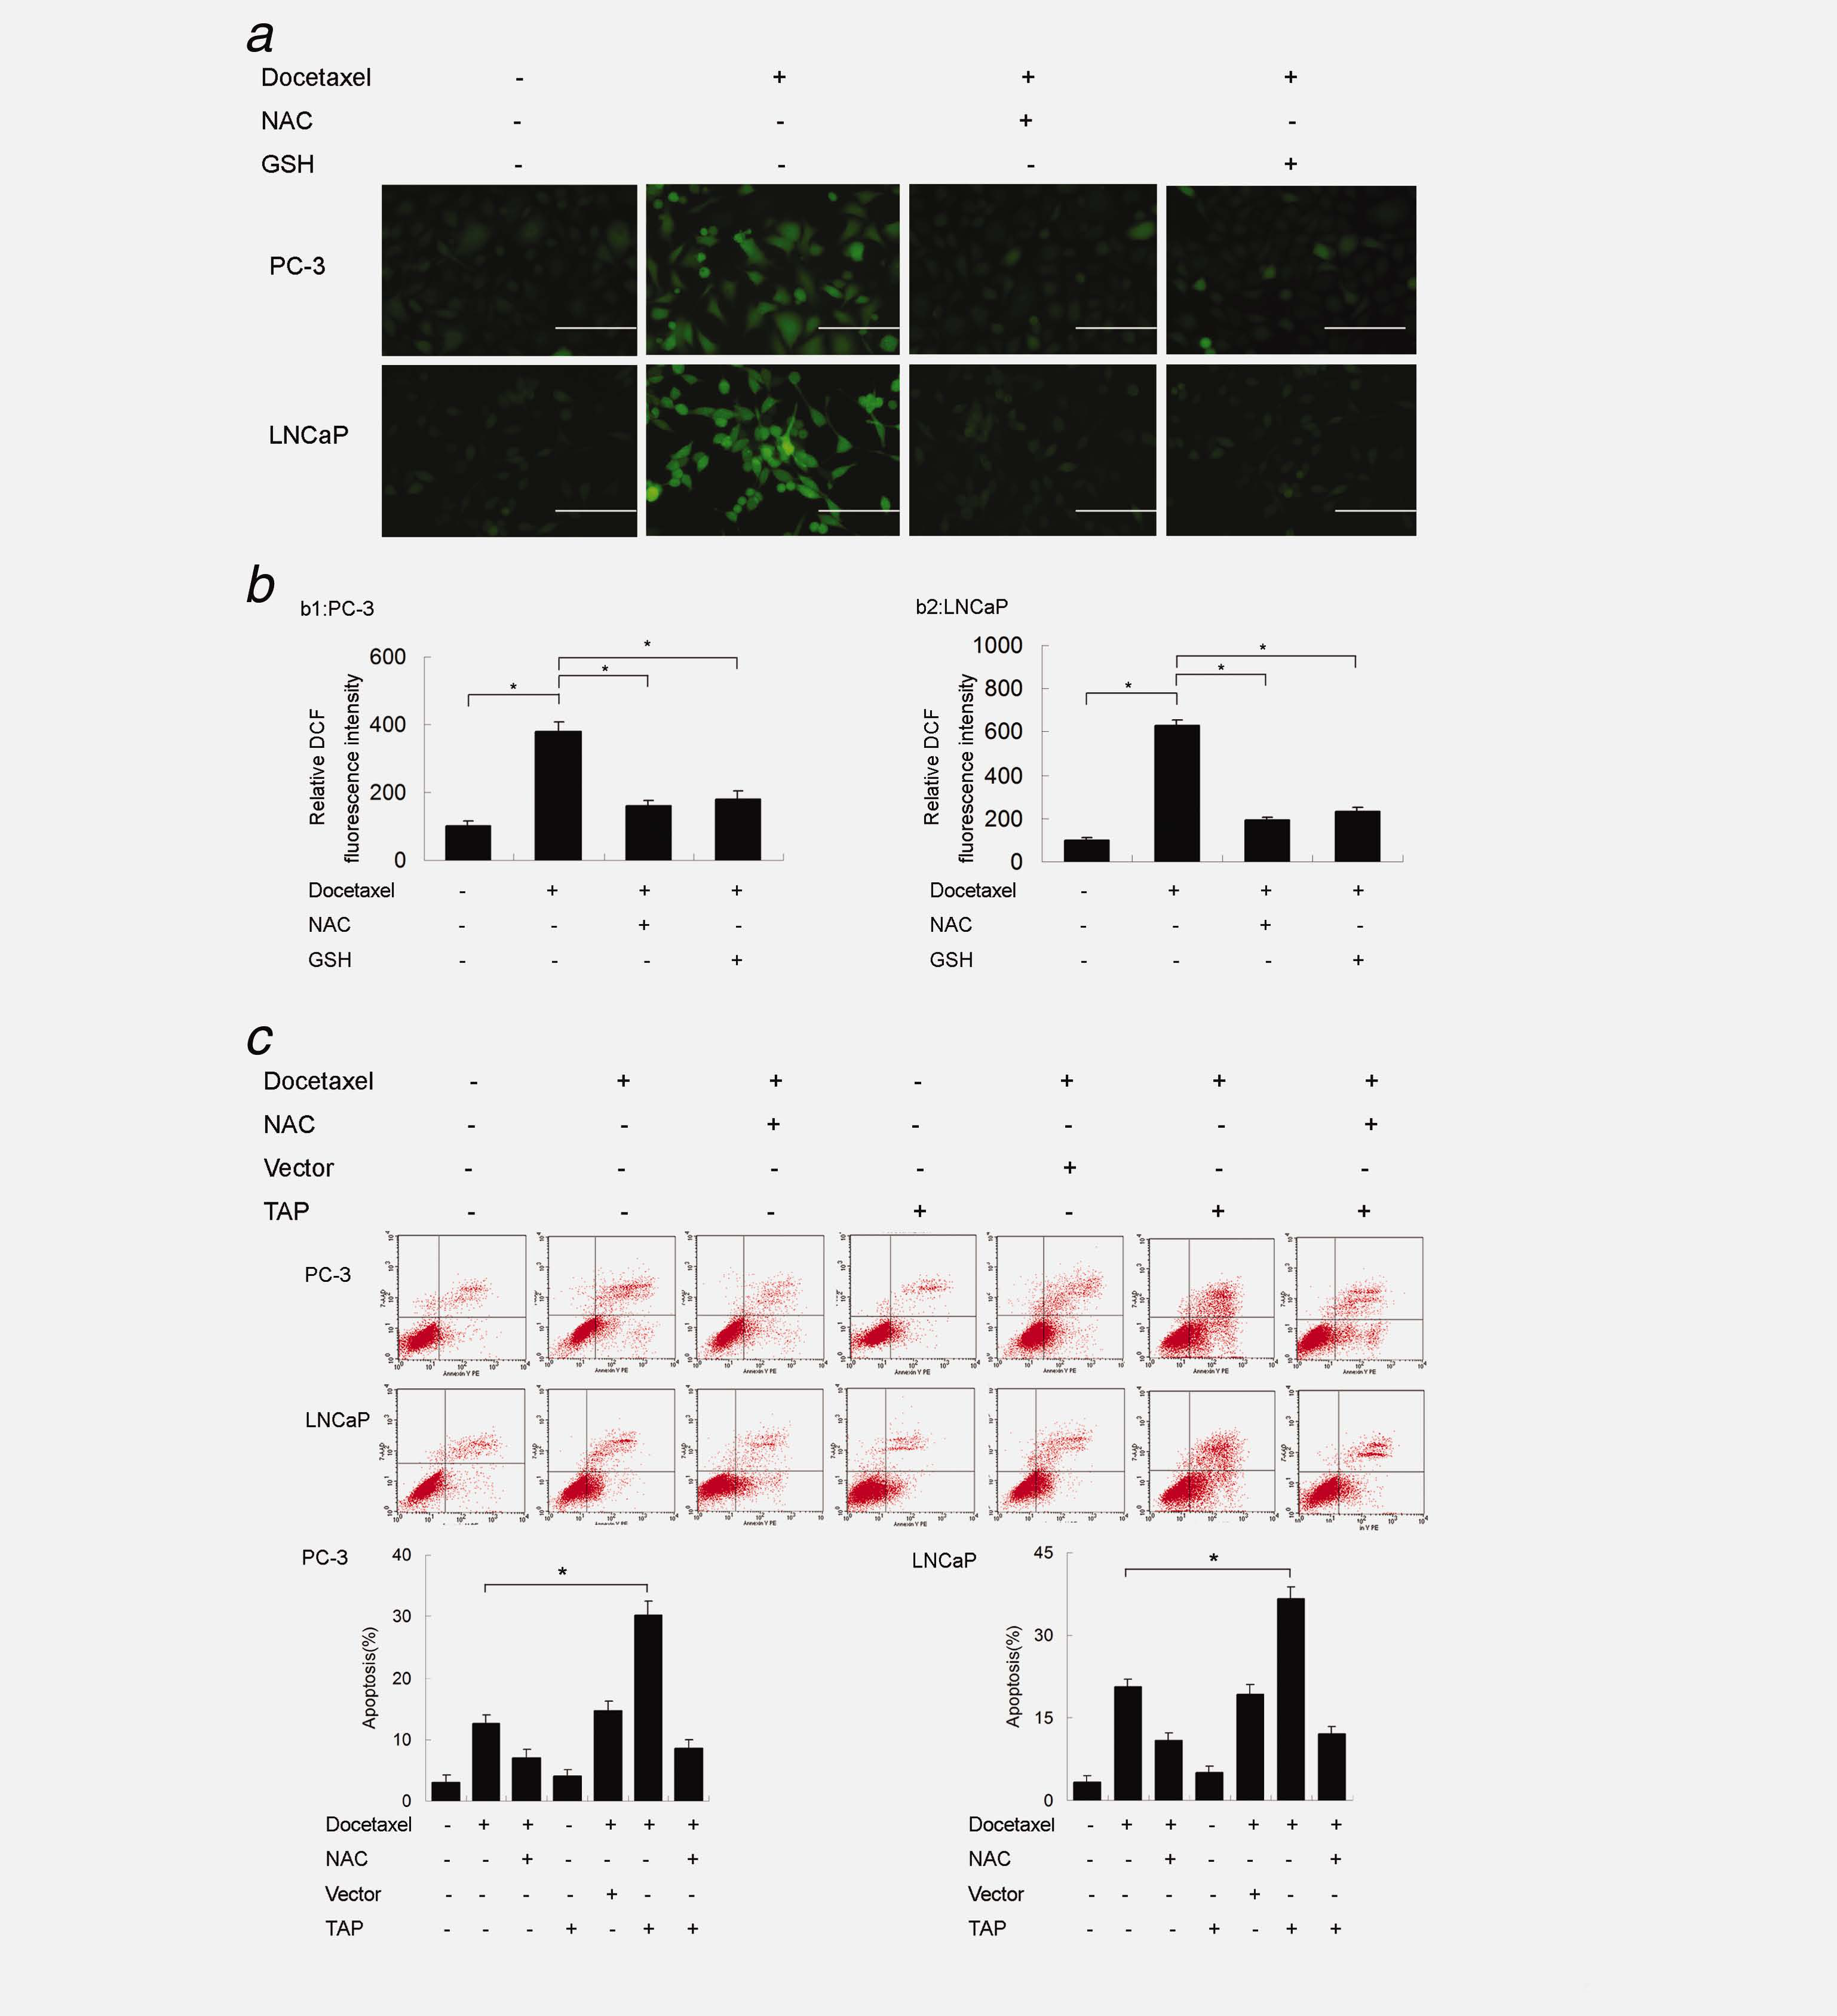 a
Docetaxel - + + +
NAC - - + -
GSH - - - +
PC-3
LNCaP
b
b1:PC-3
Relative DCF
fluorescence intensity
600
400
200
0
*
*
*
Docetaxel - + + +
NAC - - + -
GSH - - - +
b2:LNCaP
Relative DCF
fluorescence intensity
1000
800
600
400
200
0
*
*
*
Docetaxel - + + +
NAC - - + -
GSH - - - +
c
Docetaxel - + + - + + +
NAC - - + - - - +
Vector - - - - + - -
TAP - - - + - + +
PC-3
LNCaP
PC-3
Apoptosis(%)
40
30
20
10
0
*
Docetaxel - + + - + + +
NAC - - + - - - +
Vector - - - - + - -
TAP - - - + - + +
LNCaP
Apoptosis(%)
45
30
15
0
*
Docetaxel - + + - + + +
NAC - - + - - - +
Vector - - - - + - -
TAP - - - + - + +